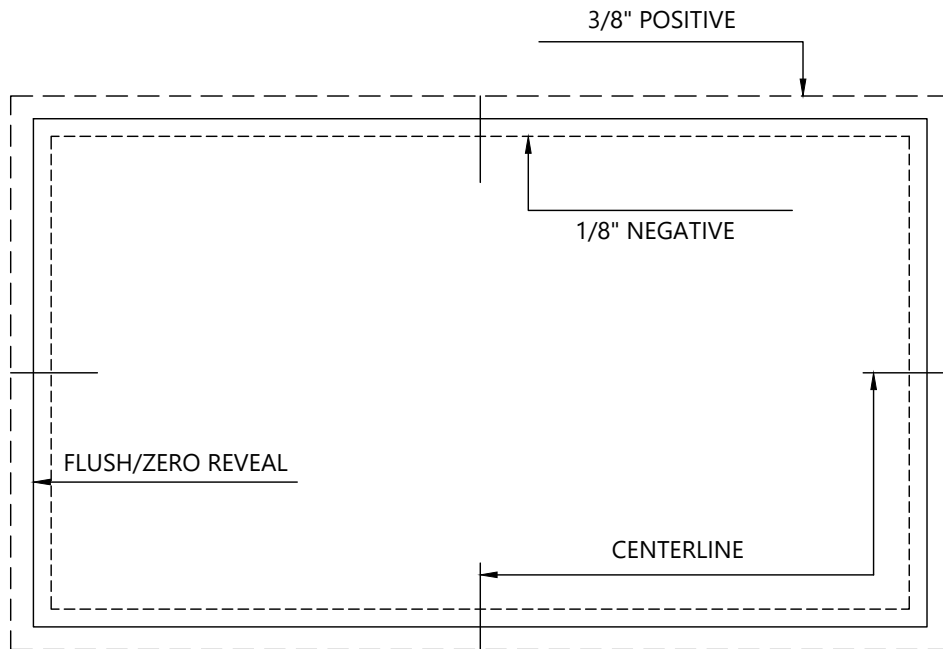 3/8" POSITIVE
1/8" NEGATIVE
FLUSH/ZERO REVEAL
CENTERLINE